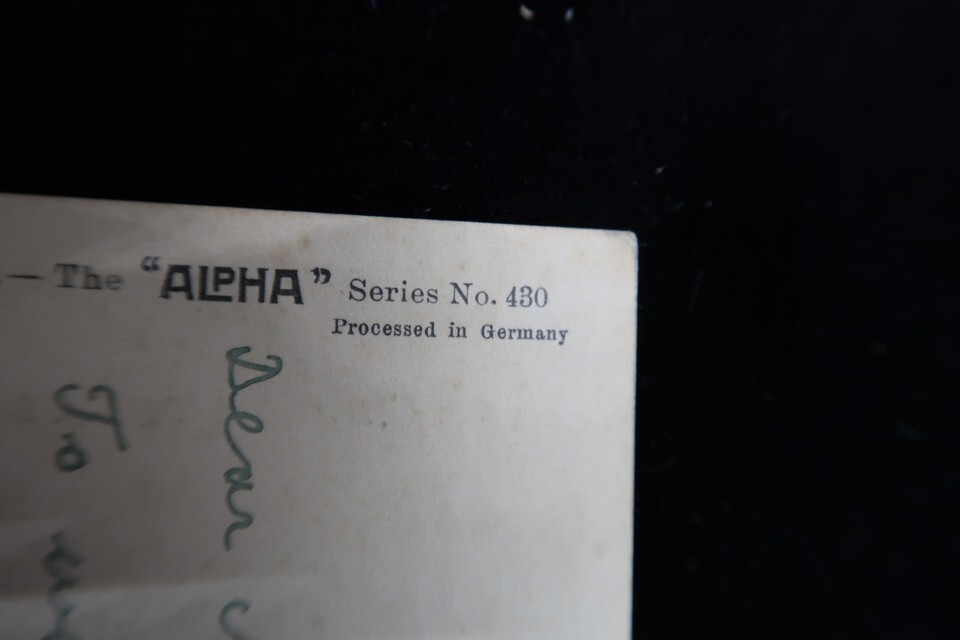 — The “ALPHA” Series No. 430
Processed in Germany
Dear
To